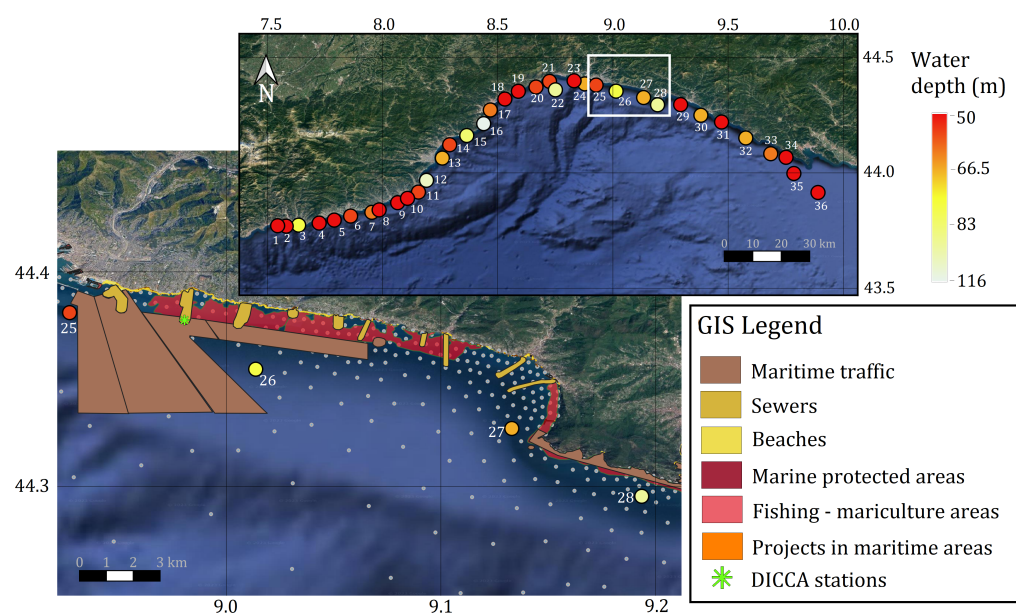 7.5 8.0 8.5 9.0 9.5 10.0
44.5
44.0
43.5
N
1 2 3 4 5 6 7 8 9 10 11 12 13 14 15 16 17 18 19 20 21 22 23 24 25 26 27 28 29 30 31 32 33 34 35 36
0 10 20 30 km
Water
depth (m)
50
66.5
83
116
44.4
44.3
25
26
27
28
0 1 2 3 km
9.0 9.1 9.2
GIS Legend
Maritime traffic
Sewers
Beaches
Marine protected areas
Fishing - mariculture areas
Projects in maritime areas
DICCA stations